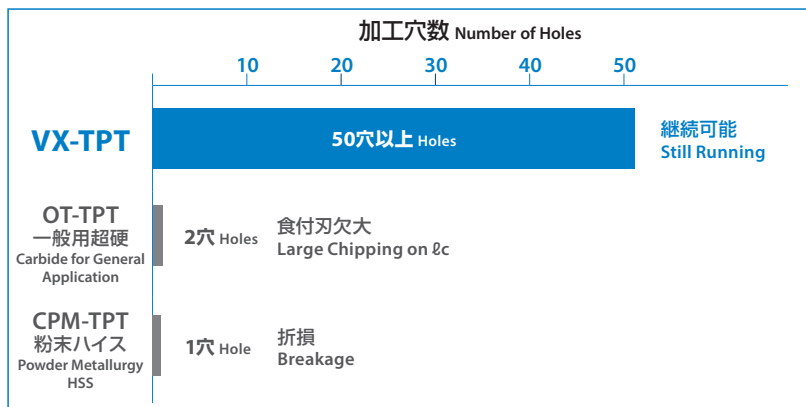 加工穴数 Number of Holes
10 20 30 40 50
VX-TPT
50穴以上 Holes
継続可能
Still Running
OT-TPT
一般用超硬
Carbide for General
Application
2穴 Holes
食付刃欠大
Large Chipping on ℓc
CPM-TPT
粉末ハイス
Powder Metallurgy
HSS
1穴 Hole
折損
Breakage